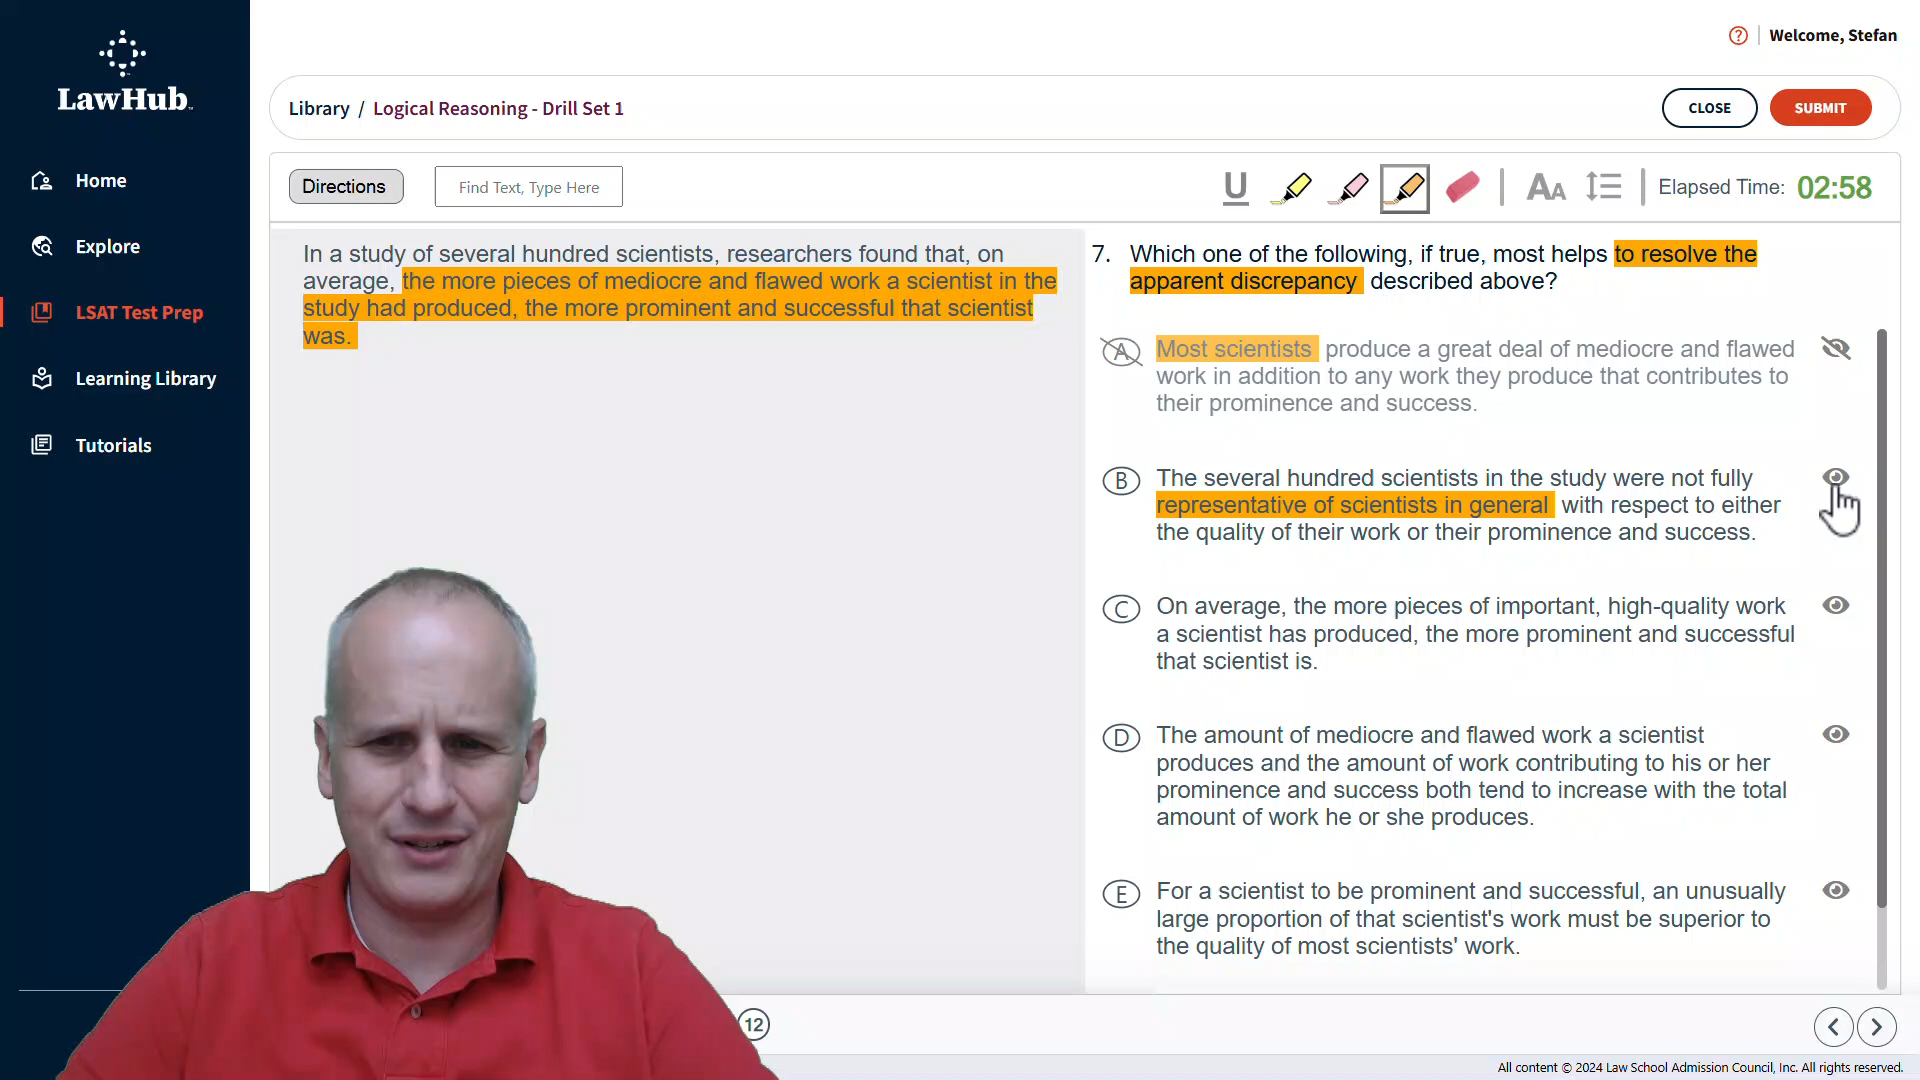 LawHub
Home
Explore
LSAT Test Prep
Learning Library
Tutorials
Welcome, Stefan
Library / Logical Reasoning - Drill Set 1
CLOSE
SUBMIT
Directions
Find Text, Type Here
U
AA
Elapsed Time: 02:58
In a study of several hundred scientists, researchers found that, on
average, the more pieces of mediocre and flawed work a scientist in the
study had produced, the more prominent and successful that scientist
was.
7. Which one of the following, if true, most helps to resolve the
apparent discrepancy described above?
A Most scientists produce a great deal of mediocre and flawed
work in addition to any work they produce that contributes to
their prominence and success.
B The several hundred scientists in the study were not fully
representative of scientists in general with respect to either
the quality of their work or their prominence and success.
C On average, the more pieces of important, high-quality work
a scientist has produced, the more prominent and successful
that scientist is.
D The amount of mediocre and flawed work a scientist
produces and the amount of work contributing to his or her
prominence and success both tend to increase with the total
amount of work he or she produces.
E For a scientist to be prominent and successful, an unusually
large proportion of that scientist's work must be superior to
the quality of most scientists' work.
12
All content © 2024 Law School Admission Council, Inc. All rights reserved.